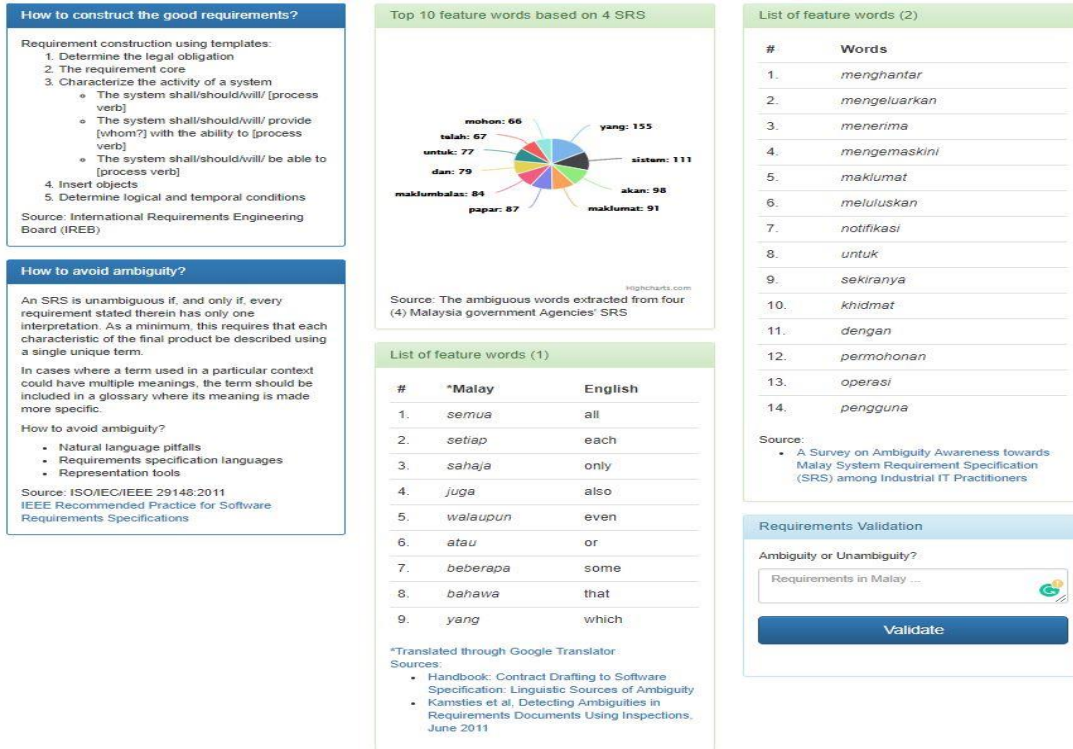 How to construct the good requirements?
Requirement construction using templates:
1. Determine the legal obligation
2. The requirement core
3. Characterize the activity of a system
The system shall/should/will/ [process
verb]
The system shall/should/will/ provide
[whom?] with the ability to [process
verb]
The system shall/should/will/ be able to
[process verb]
4. Insert objects
5. Determine logical and temporal conditions
Source: International Requirements Engineering
Board (IREB)
How to avoid ambiguity?
An SRS is unambiguous if, and only if, every
requirement stated therein has only one
interpretation. As a minimum, this requires that each
characteristic of the final product be described using
a single unique term.
In cases where a term used in a particular context
could have multiple meanings, the term should be
included in a glossary where its meaning is made
more specific.
How to avoid ambiguity?
Natural language pitfalls
Requirements specification languages
Representation tools
Source: ISO/IEC/IEEE 29148:2011
IEEE Recommended Practice for Software
Requirements Specifications
Top 10 feature words based on 4 SRS
mohon: 66
yang: 155
telah: 67
untuk: 77
sistem: 111
dan: 79
akan: 98
maklumbalas: 84
papar: 87
maklumat: 91
Highcharts.com
Source: The ambiguous words extracted from four
(4) Malaysia government Agencies' SRS
List of feature words (1)
# *Malay English
1. semua all
2. setiap each
3. sahaja only
4. juga also
5. walaupun even
6. atau or
7. beberapa some
8. bahawa that
9. yang which
*Translated through Google Translator
Sources:
Handbook: Contract Drafting to Software
Specification: Linguistic Sources of Ambiguity
Kamsties et al, Detecting Ambiguities in
Requirements Documents Using Inspections,
June 2011
List of feature words (2)
# Words
1. menghantar
2. mengeluarkan
3. menerima
4. mengemaskini
5. maklumat
6. meluluskan
7. notifikasi
8. untuk
9. sekiranya
10. khidmat
11. dengan
12. permohonan
13. operasi
14. pengguna
Source:
A Survey on Ambiguity Awareness towards
Malay System Requirement Specification
(SRS) among Industrial IT Practitioners
Requirements Validation
Ambiguity or Unambiguity?
Requirements in Malay ...
Validate